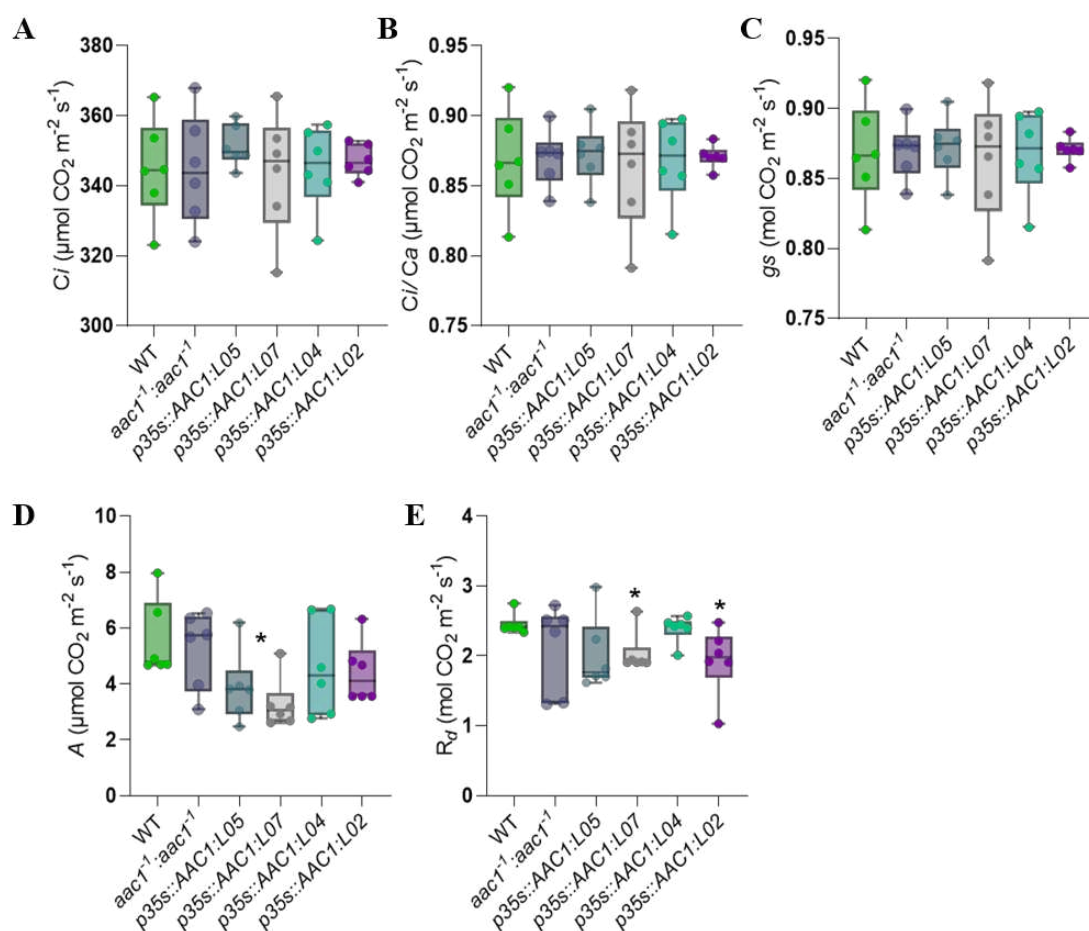 A
380
360
340
320
300
Ci (µmol CO₂ m⁻² s⁻¹)
WT
aac1⁻¹:aac1⁻¹
p35s::AAC1:L05
p35s::AAC1:L07
p35s::AAC1:L04
p35s::AAC1:L02
B
0.95
0.90
0.85
0.80
0.75
Ci/ Ca (µmol CO₂ m⁻² s⁻¹)
WT
aac1⁻¹:aac1⁻¹
p35s::AAC1:L05
p35s::AAC1:L07
p35s::AAC1:L04
p35s::AAC1:L02
C
0.95
0.90
0.85
0.80
0.75
gs (mol CO₂ m⁻² s⁻¹)
WT
aac1⁻¹:aac1⁻¹
p35s::AAC1:L05
p35s::AAC1:L07
p35s::AAC1:L04
p35s::AAC1:L02
D
10
8
6
4
2
0
A (µmol CO₂ m⁻² s⁻¹)
*
WT
aac1⁻¹:aac1⁻¹
p35s::AAC1:L05
p35s::AAC1:L07
p35s::AAC1:L04
p35s::AAC1:L02
E
4
3
2
1
0
Rd (mol CO₂ m⁻² s⁻¹)
*
*
WT
aac1⁻¹:aac1⁻¹
p35s::AAC1:L05
p35s::AAC1:L07
p35s::AAC1:L04
p35s::AAC1:L02